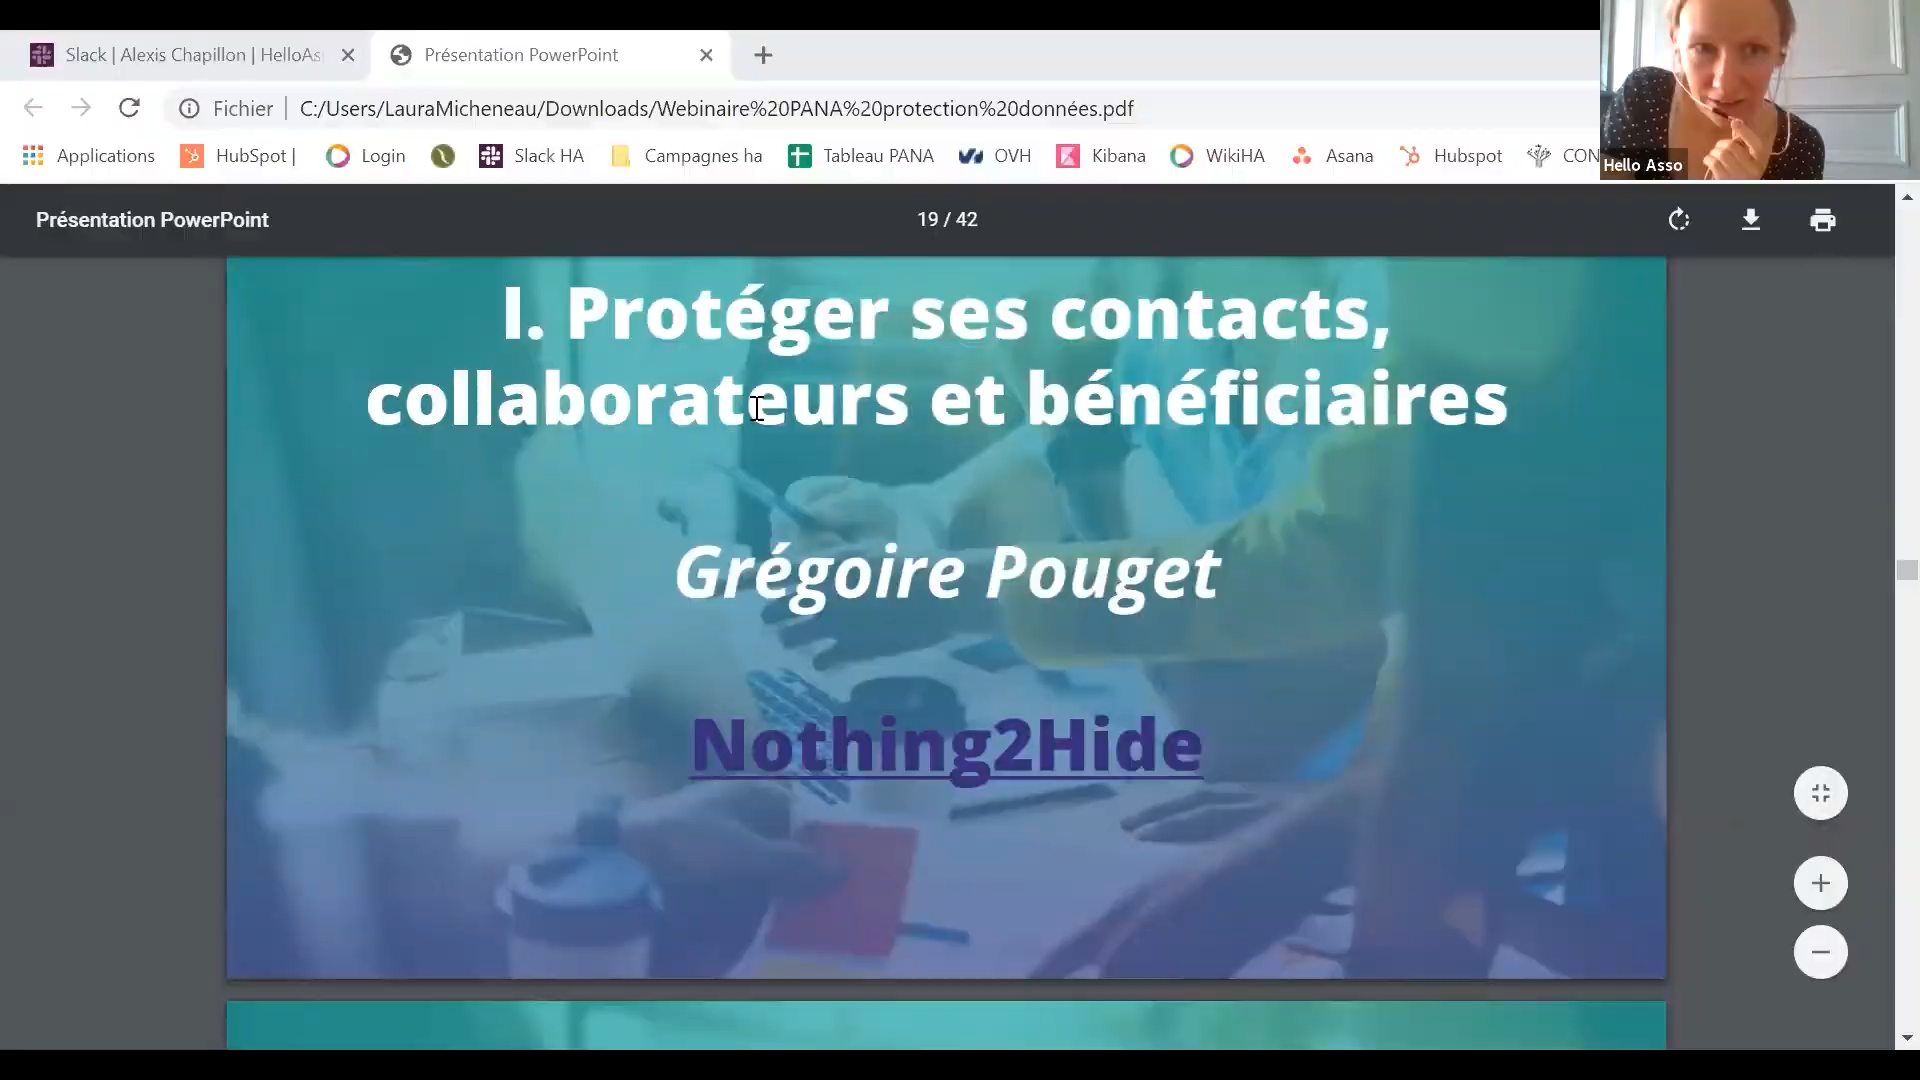 Slack | Alexis Chapillon | HelloAs
Présentation PowerPoint
Fichier
C:/Users/LauraMicheneau/Downloads/Webinaire%20PANA%20protection%20données.pdf
Applications
HubSpot |
Login
Slack HA
Campagnes ha
Tableau PANA
OVH
Kibana
WikiHA
Asana
Hubspot
CON
Hello Asso
Présentation PowerPoint
19 / 42
I. Protéger ses contacts,
collaborateurs et bénéficiaires
Grégoire Pouget
Nothing2Hide